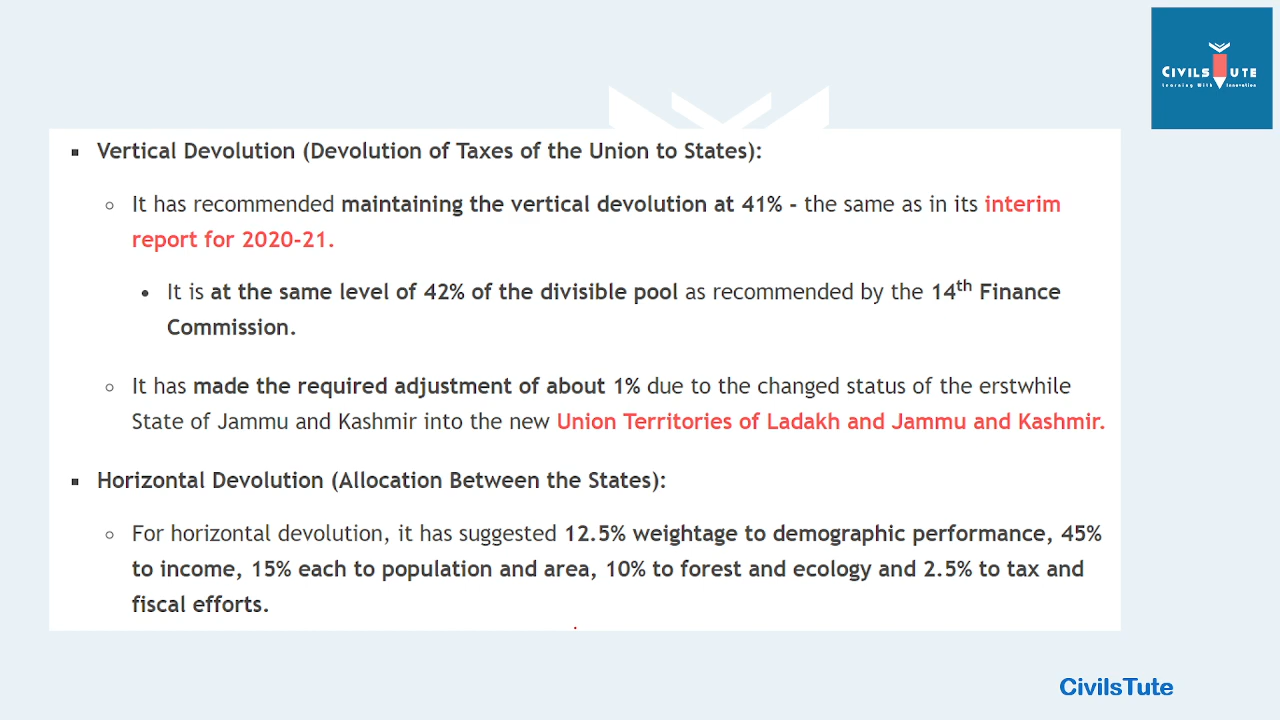 CIVILSTUTE
Learning With Innovation
▪ Vertical Devolution (Devolution of Taxes of the Union to States):
○ It has recommended maintaining the vertical devolution at 41% - the same as in its interim
report for 2020-21.
• It is at the same level of 42% of the divisible pool as recommended by the 14th Finance
Commission.
○ It has made the required adjustment of about 1% due to the changed status of the erstwhile
State of Jammu and Kashmir into the new Union Territories of Ladakh and Jammu and Kashmir.
▪ Horizontal Devolution (Allocation Between the States):
○ For horizontal devolution, it has suggested 12.5% weightage to demographic performance, 45%
to income, 15% each to population and area, 10% to forest and ecology and 2.5% to tax and
fiscal efforts.
CivilsTute